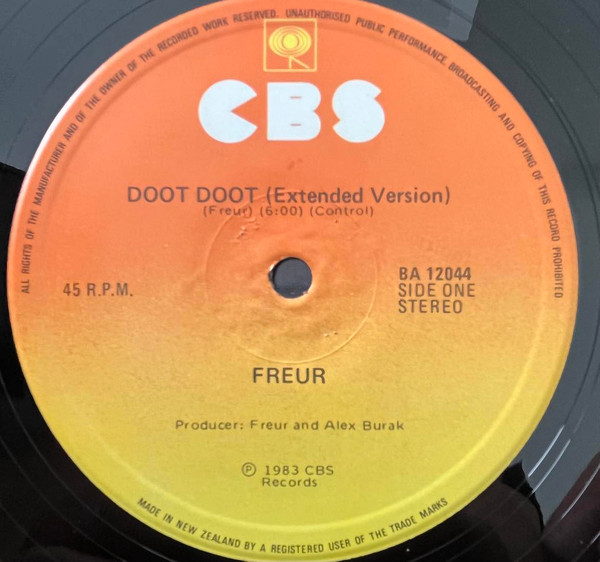 ALL RIGHTS OF THE MANUFACTURER AND OF THE OWNER OF THE RECORDED WORK RESERVED. UNAUTHORISED PUBLIC PERFORMANCE, BROADCASTING AND COPYING OF THIS RECORD PROHIBITED
CBS
DOOT DOOT (Extended Version)
(Freur) (6:00) (Control)
45 R.P.M.
BA 12044
SIDE ONE
STEREO
FREUR
Producer: Freur and Alex Burak
℗ 1983 CBS
Records
MADE IN NEW ZEALAND BY A REGISTERED USER OF THE TRADE MARKS